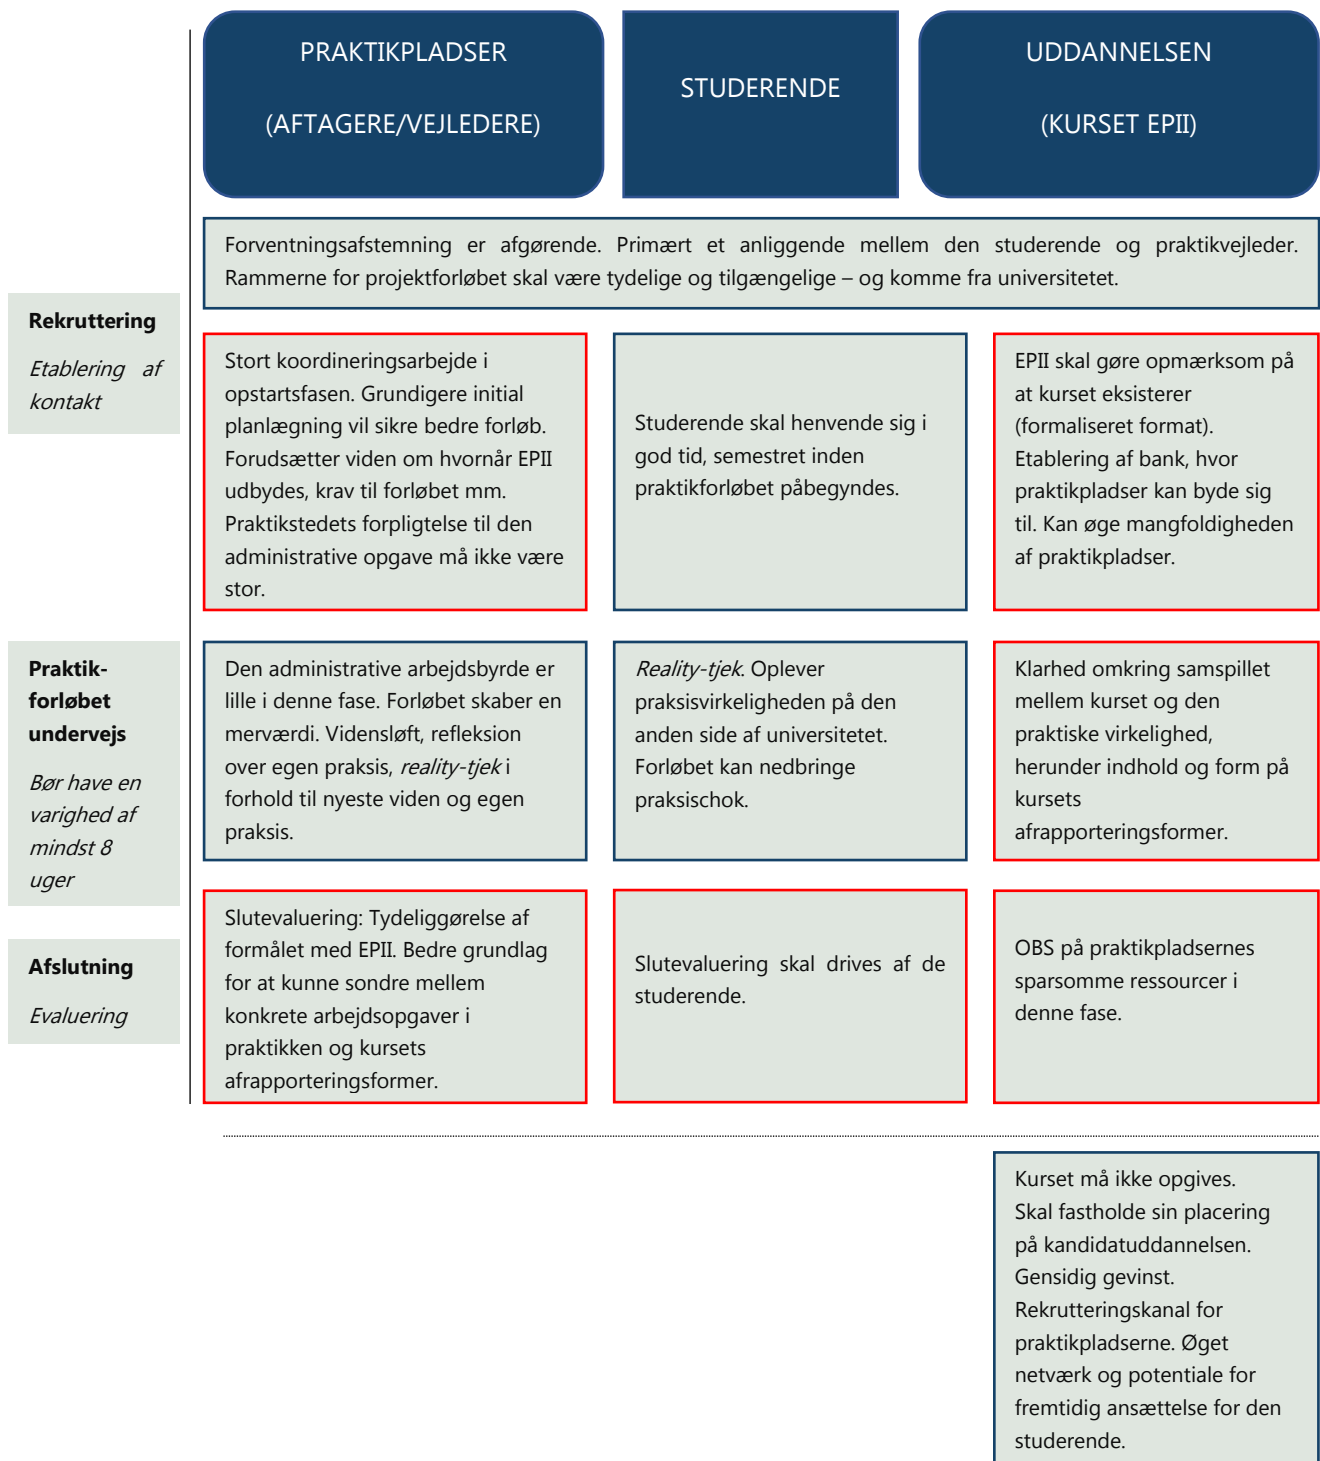 PRAKTIKPLADSER
(AFTAGERE/VEJLEDERE)
STUDERENDE
UDDANNELSEN
(KURSET EPII)
Forventningsafstemning er afgørende. Primært et anliggende mellem den studerende og praktikvejleder.
Rammerne for projektforløbet skal være tydelige og tilgængelige – og komme fra universitetet.
Rekruttering
Etablering af
kontakt
Stort koordineringsarbejde i
opstartsfasen. Grundigere initial
planlægning vil sikre bedre forløb.
Forudsætter viden om hvornår EPII
udbydes, krav til forløbet mm.
Praktikstedets forpligtelse til den
administrative opgave må ikke være
stor.
Studerende skal henvende sig i
god tid, semestret inden
praktikforløbet påbegyndes.
EPII skal gøre opmærksom på
at kurset eksisterer
(formaliseret format).
Etablering af bank, hvor
praktikpladser kan byde sig
til. Kan øge mangfoldigheden
af praktikpladser.
Praktik-
forløbet
undervejs
Bør have en
varighed af
mindst 8
uger
Den administrative arbejdsbyrde er
lille i denne fase. Forløbet skaber en
merværdi. Vidensløft, refleksion
over egen praksis, reality-tjek i
forhold til nyeste viden og egen
praksis.
Reality-tjek. Oplever
praksisvirkeligheden på den
anden side af universitetet.
Forløbet kan nedbringe
praksischok.
Klarhed omkring samspillet
mellem kurset og den
praktiske virkelighed,
herunder indhold og form på
kursets
afrapporteringsformer.
Afslutning
Evaluering
Slutevaluering: Tydeliggørelse af
formålet med EPII. Bedre grundlag
for at kunne sondre mellem
konkrete arbejdsopgaver i
praktikken og kursets
afrapporteringsformer.
Slutevaluering skal drives af de
studerende.
OBS på praktikpladsernes
sparsomme ressourcer i
denne fase.
Kurset må ikke opgives.
Skal fastholde sin placering
på kandidatuddannelsen.
Gensidig gevinst.
Rekrutteringskanal for
praktikpladserne. Øget
netværk og potentiale for
fremtidig ansættelse for den
studerende.